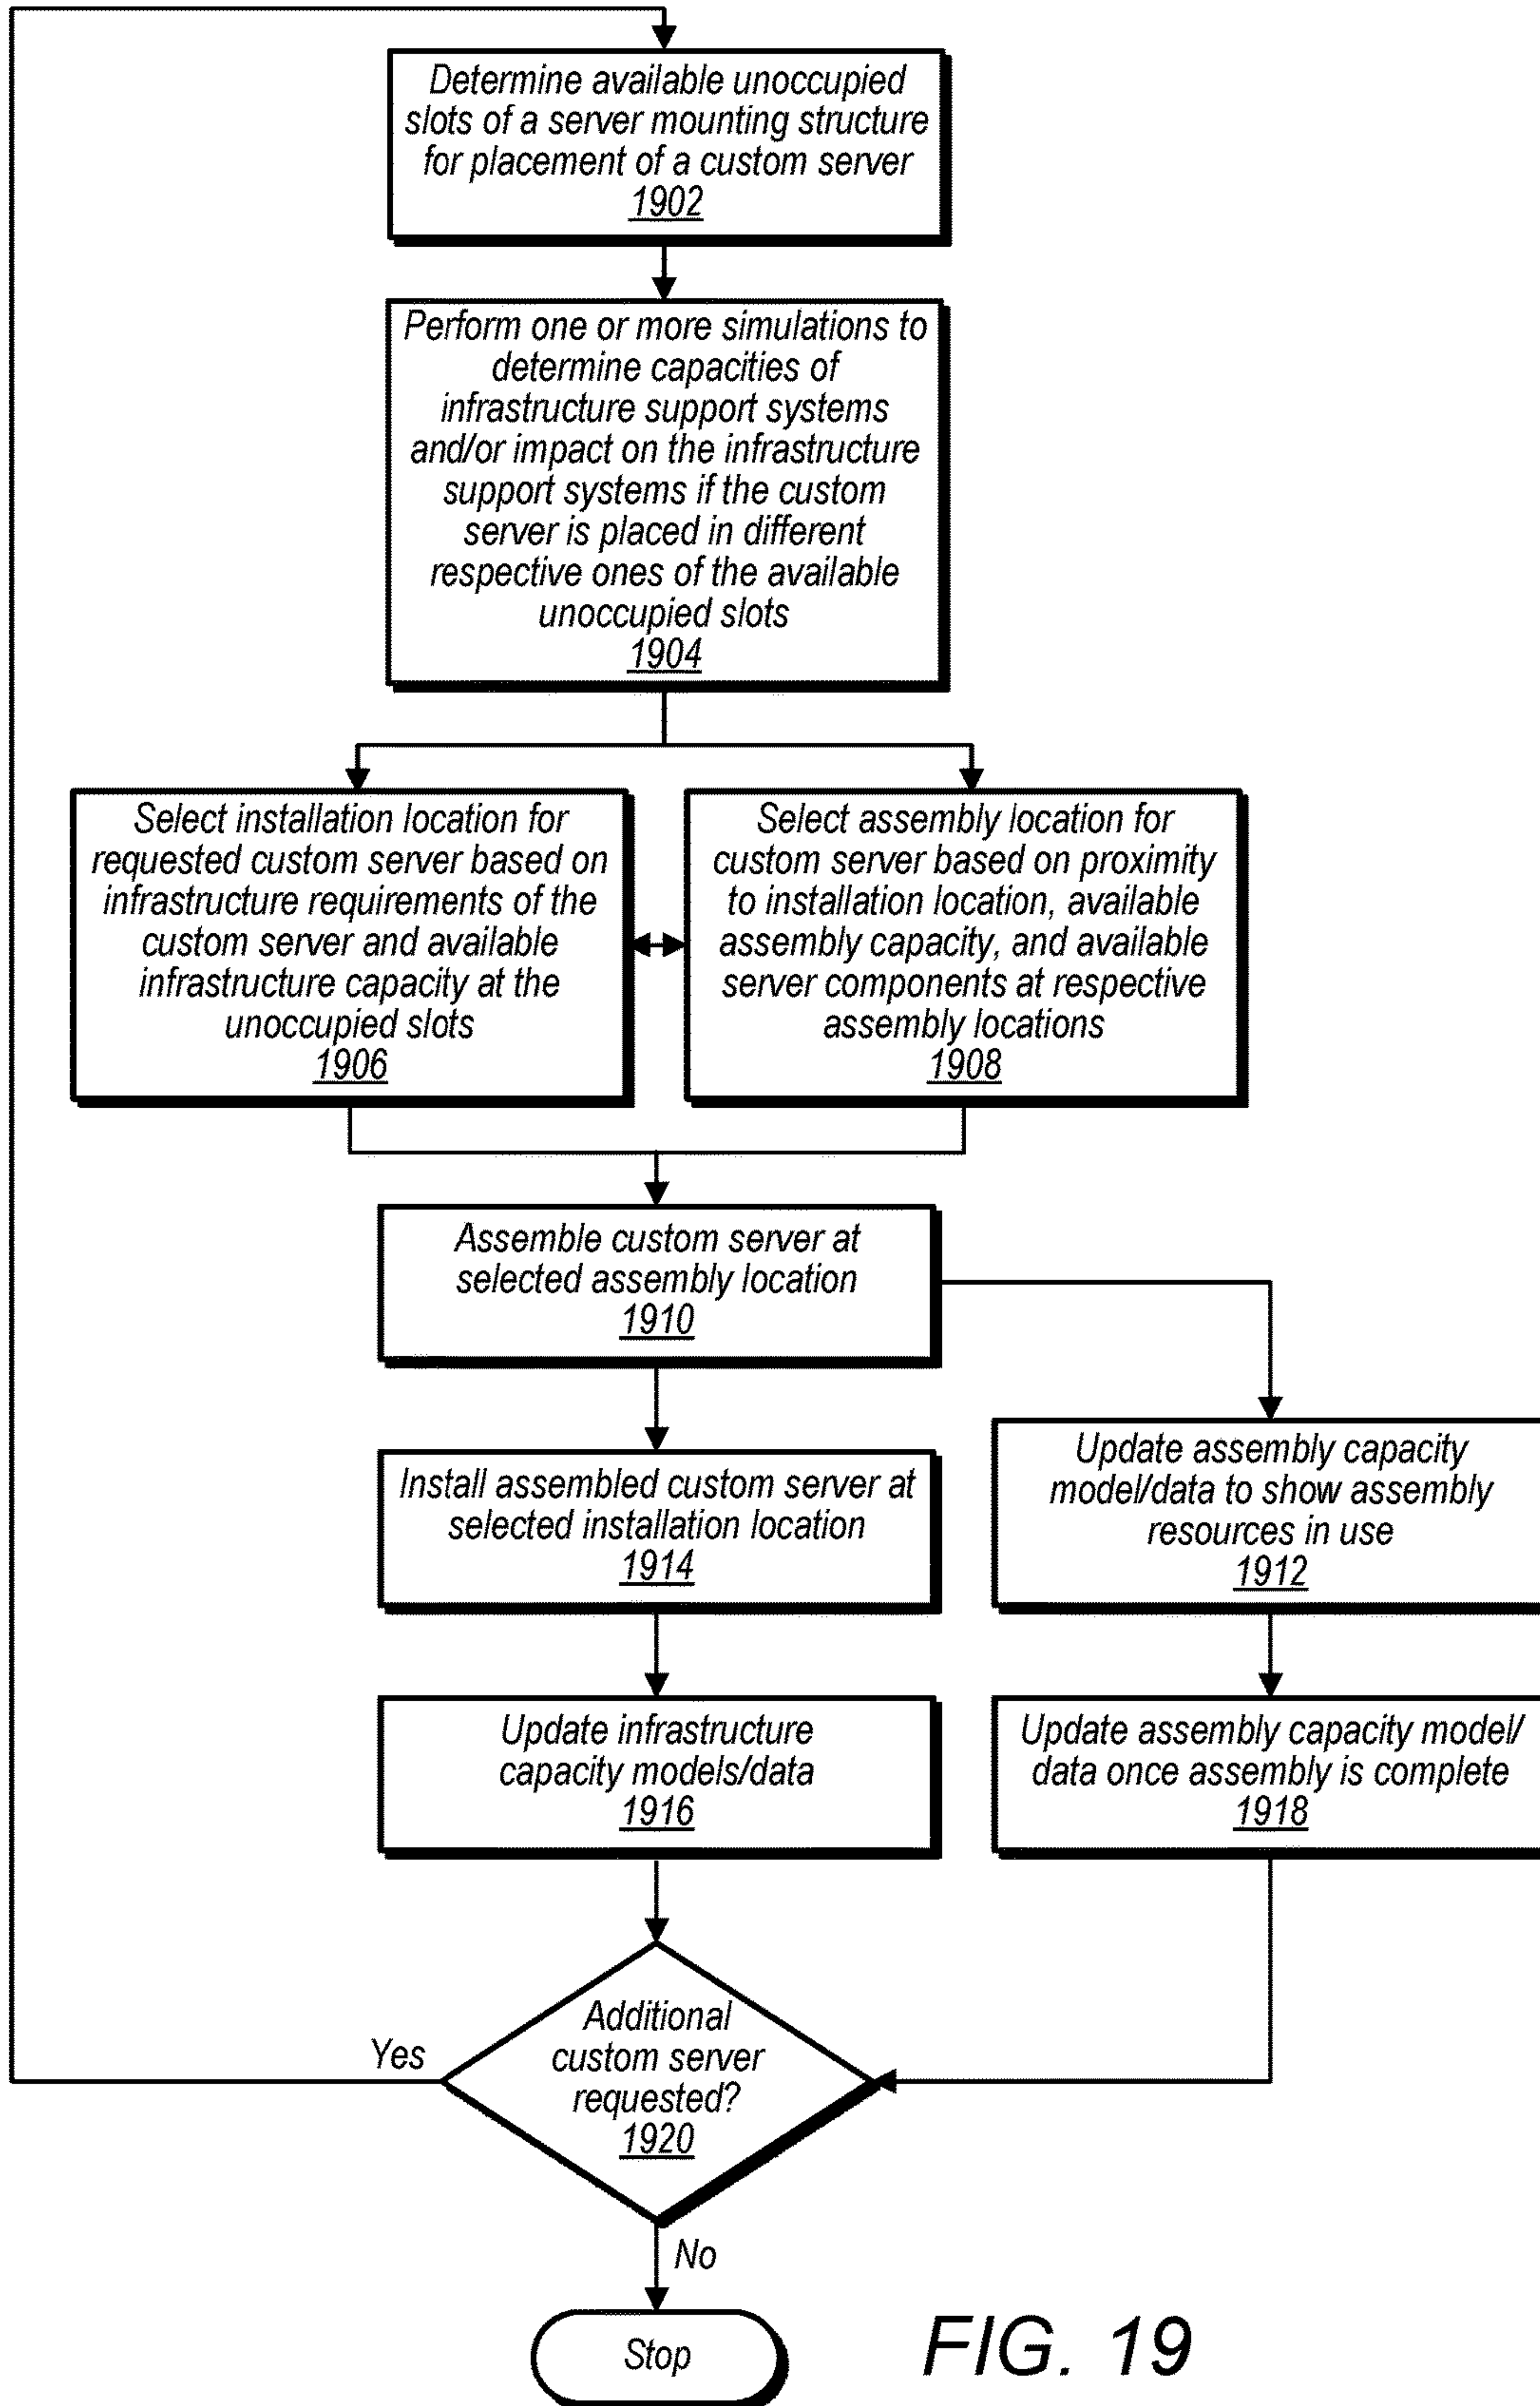 Determine available unoccupied
slots of a server mounting structure
for placement of a custom server
1902
Perform one or more simulations to
determine capacities of
infrastructure support systems
and/or impact on the infrastructure
support systems if the custom
server is placed in different
respective ones of the available
unoccupied slots
1904
Select installation location for
requested custom server based on
infrastructure requirements of the
custom server and available
infrastructure capacity at the
unoccupied slots
1906
Select assembly location for
custom server based on proximity
to installation location, available
assembly capacity, and available
server components at respective
assembly locations
1908
Assemble custom server at
selected assembly location
1910
Install assembled custom server at
selected installation location
1914
Update assembly capacity
model/data to show assembly
resources in use
1912
Update infrastructure
capacity models/data
1916
Update assembly capacity model/
data once assembly is complete
1918
Additional
custom server
requested?
1920
Yes
No
Stop
FIG. 19